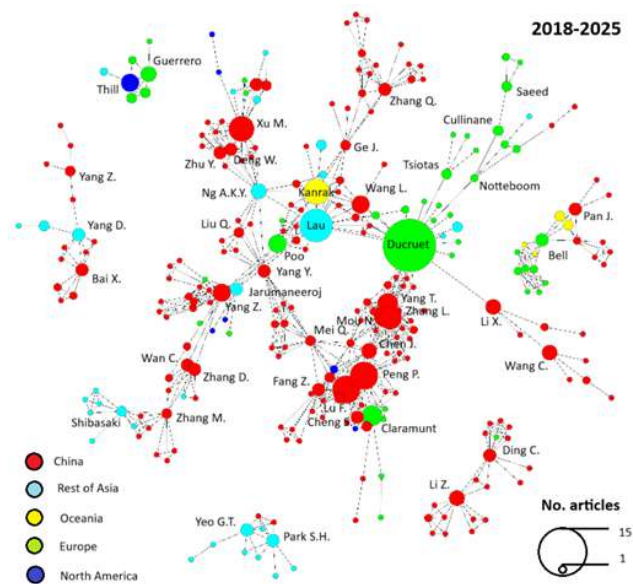 2018-2025
Guerrero
Thill
Zhang Q.
Saeed
Cullinane
Xu M.
Zhu Y.
Deng W.
Ge J.
Tsiotas
Notteboom
Yang Z.
Ng A.K.Y.
Kanrak
Wang L.
Yang D.
Liu Q.
Lau
Ducruet
Pan J.
Bell
Poo
Bai X.
Yang Y.
Jarumaneeroj
Yang Z.
Yang T.
Zhang L.
Mou N.
Li X.
Mei Q.
Chen J.
Wan C.
Zhang D.
Wang C.
Fang Z.
Peng P.
Lu F.
Zhang M.
Shibasaki
Cheng S.
Claramunt
Ding C.
Li Z.
China
Rest of Asia
Oceania
Europe
North America
Yeo G.T.
Park S.H.
No. articles
15
1